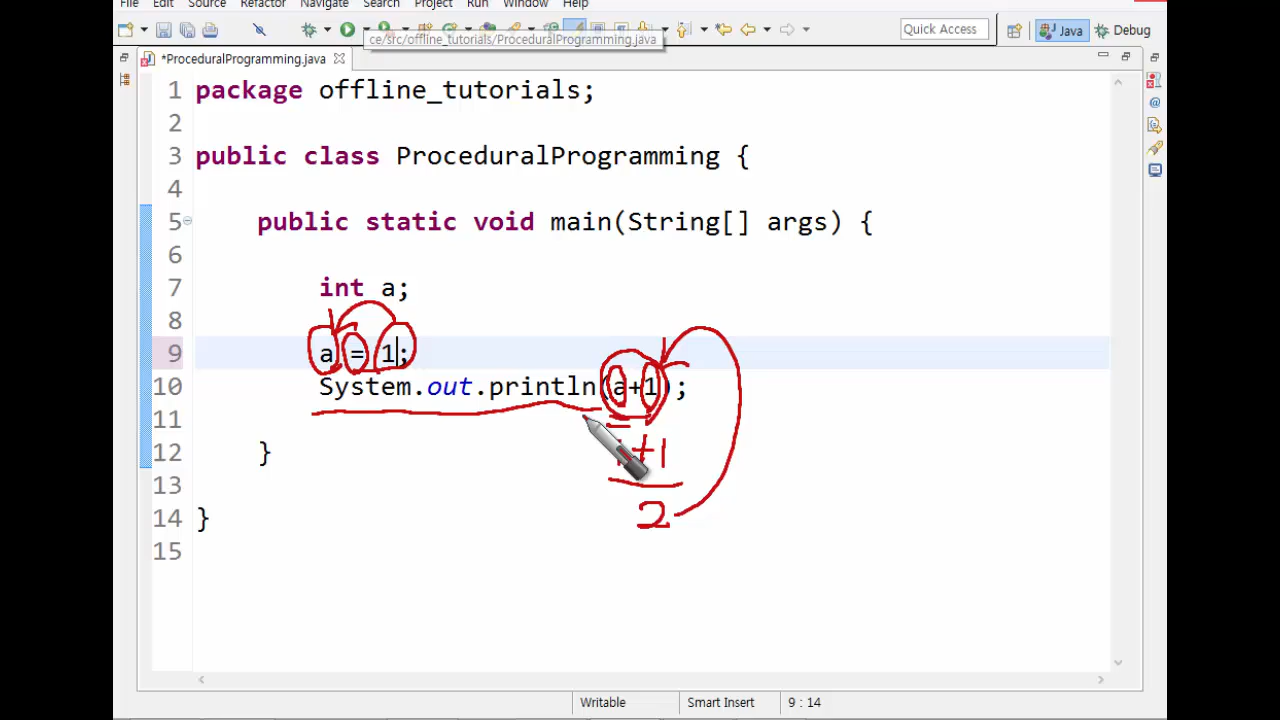 File Edit Source Refactor Navigate Search Project Run Window Help
Quick Access
Java
Debug
ce/src/offline_tutorials/ProceduralProgramming.java
*ProceduralProgramming.java
1 package offline_tutorials;
2
3 public class ProceduralProgramming {
4
5 public static void main(String[] args) {
6
7 int a;
8
9 a = 1;
10 System.out.println(a+1);
11
12 }
1+1
13
14 }
2
15
Writable
Smart Insert
9 : 14